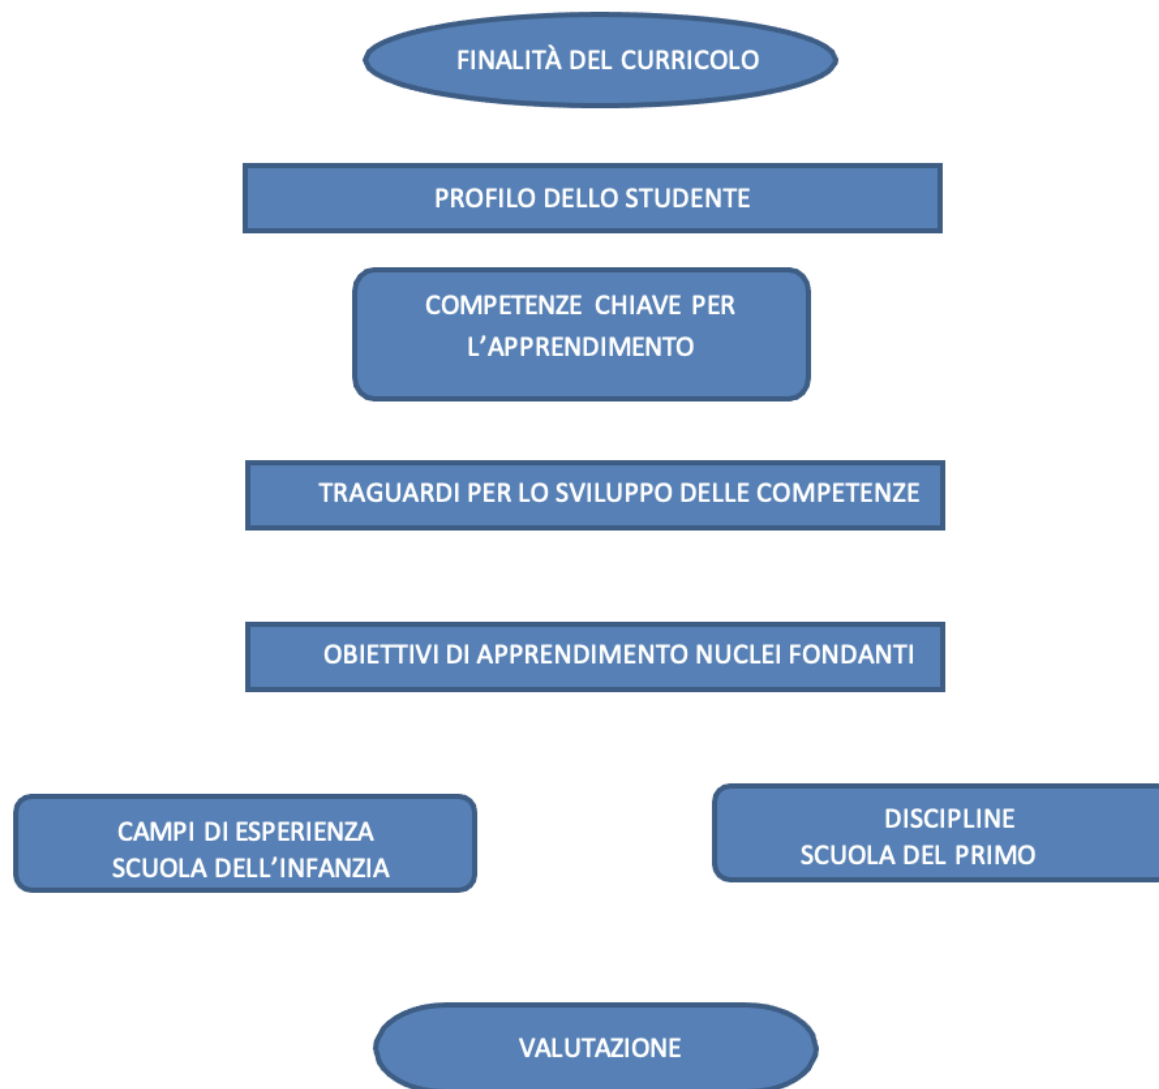 FINALITÀ DEL CURRICOLO
PROFILO DELLO STUDENTE
COMPETENZE CHIAVE PER
L’APPRENDIMENTO
TRAGUARDI PER LO SVILUPPO DELLE COMPETENZE
OBIETTIVI DI APPRENDIMENTO NUCLEI FONDANTI
CAMPI DI ESPERIENZA
SCUOLA DELL’INFANZIA
DISCIPLINE
SCUOLA DEL PRIMO
VALUTAZIONE